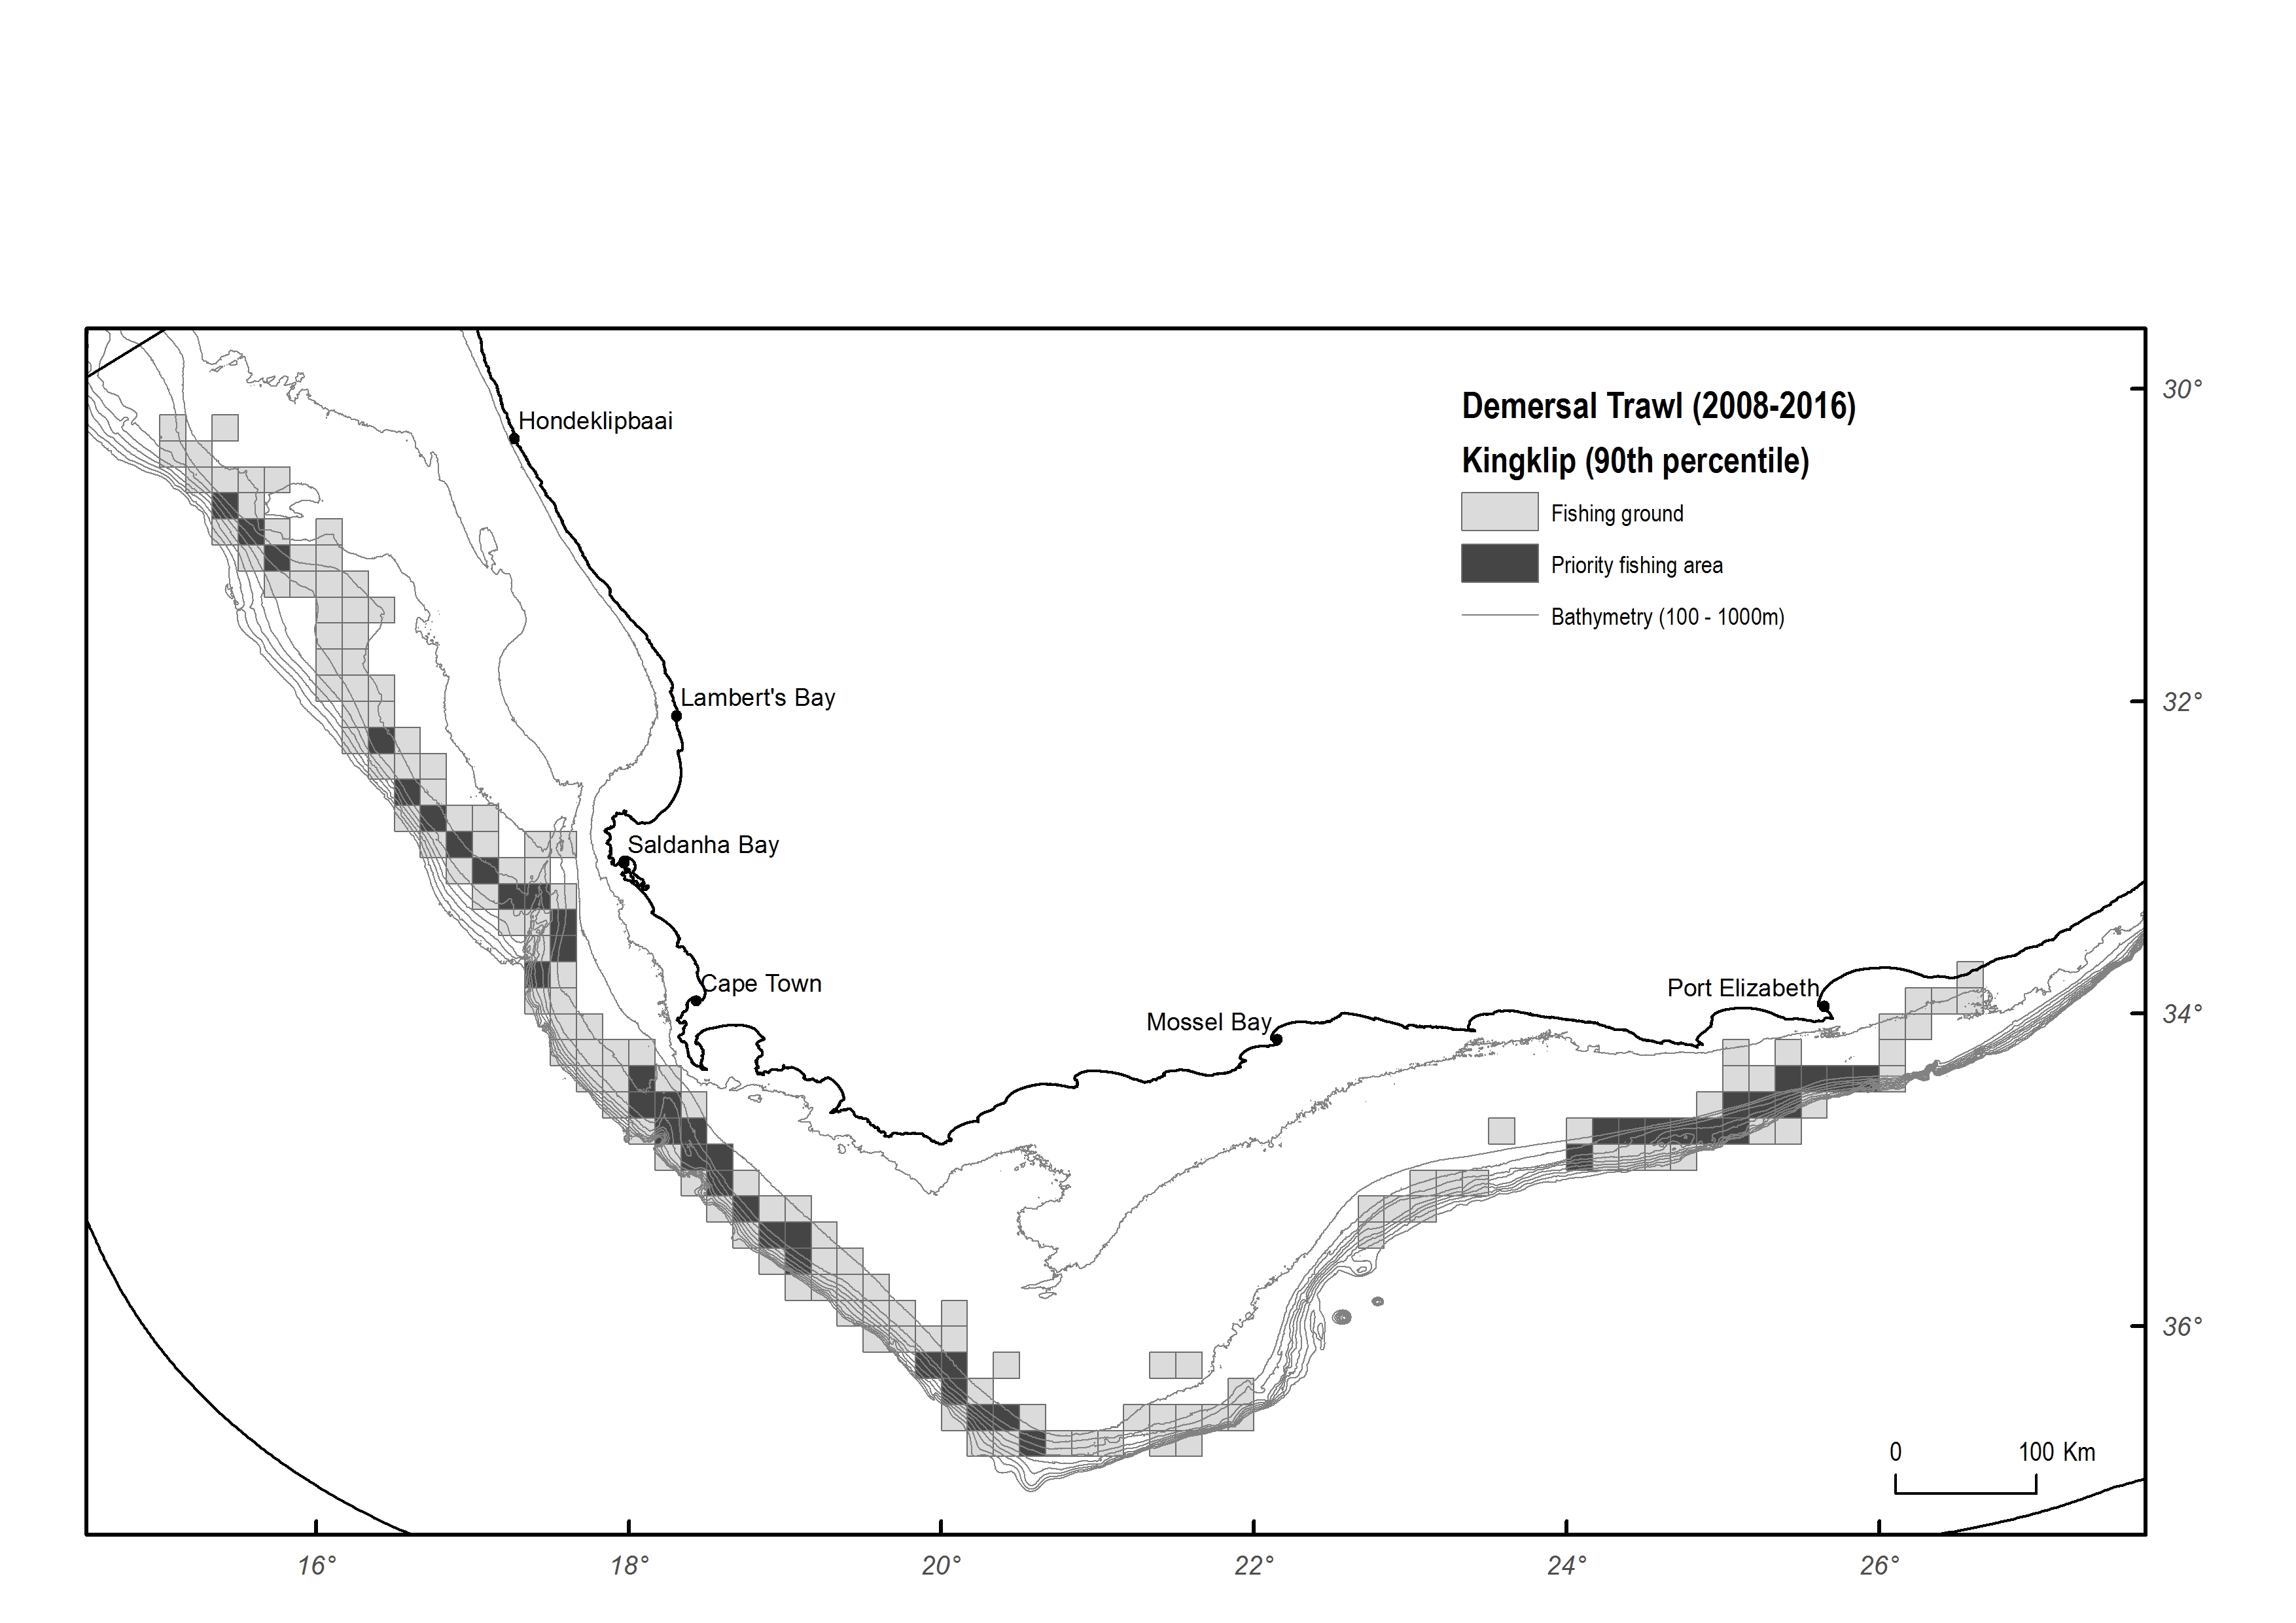 Demersal Trawl (2008-2016)
Kingklip (90th percentile)
Fishing ground
Priority fishing area
Bathymetry (100 - 1000m)
Hondeklipbaai
Lambert's Bay
Saldanha Bay
Cape Town
Mossel Bay
Port Elizabeth
30°
32°
34°
36°
0 100 Km
16° 18° 20° 22° 24° 26°